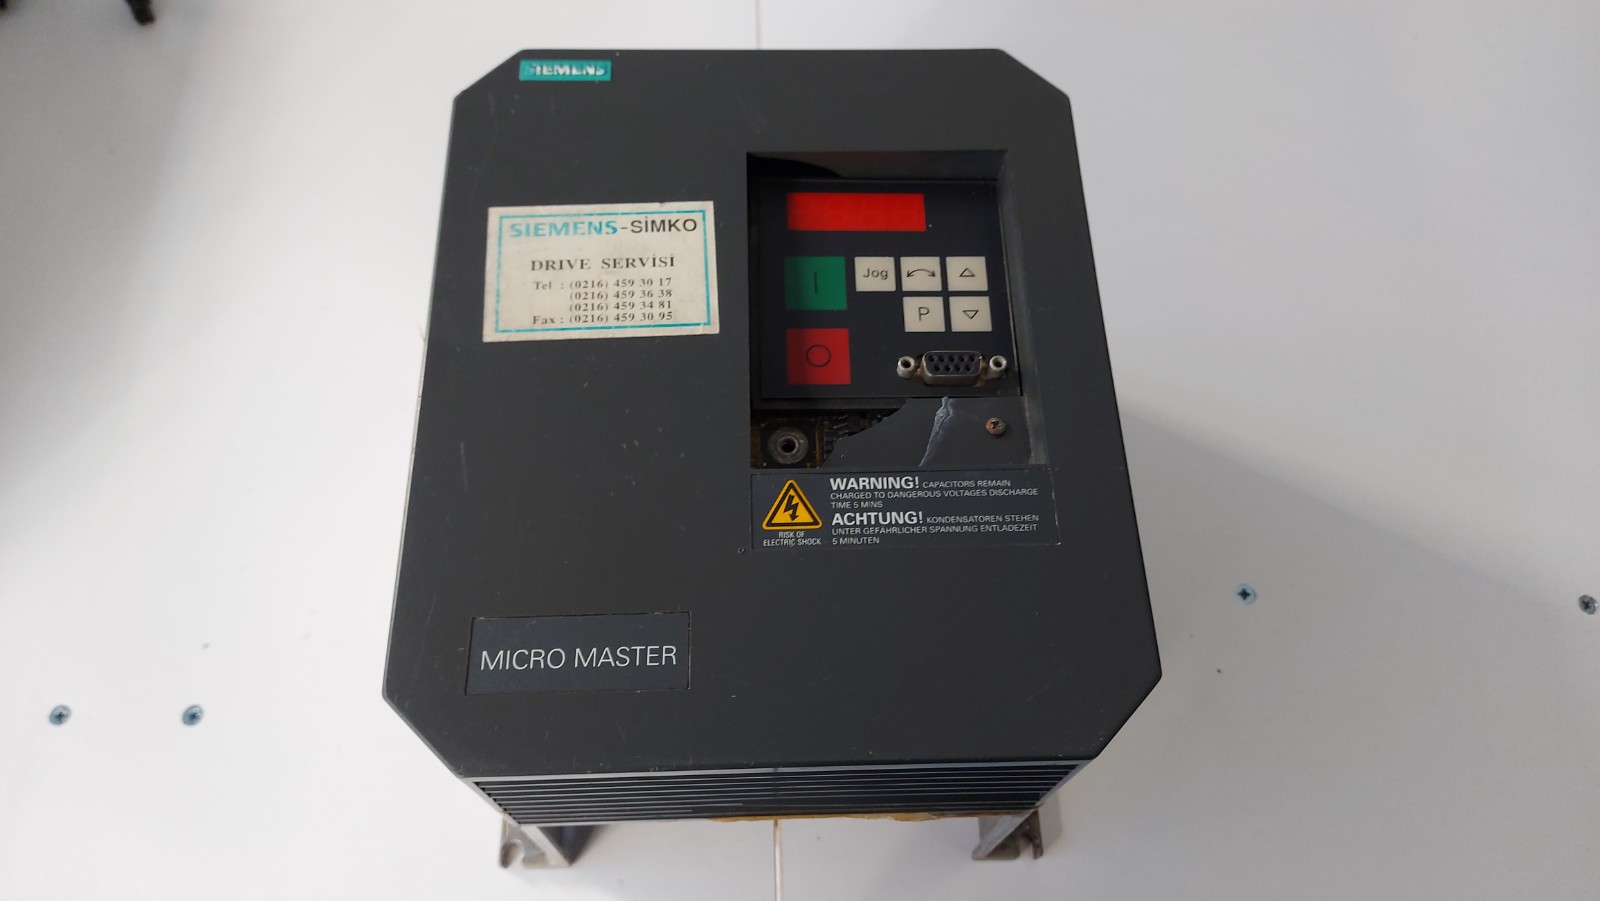 SIEMENS
SIEMENS-SİMKO
DRIVE SERVİSİ
Tel : (0216) 459 30 17
(0216) 459 36 38
(0216) 459 34 81
Fax : (0216) 459 30 95
Jog
P
WARNING! CAPACITORS REMAIN
CHARGED TO DANGEROUS VOLTAGES DISCHARGE
TIME 5 MINS
ACHTUNG! KONDENSATOREN STEHEN
UNTER GEFÄHRLICHER SPANNUNG ENTLADEZEIT
5 MINUTEN
RISK OF
ELECTRIC SHOCK
MICRO MASTER